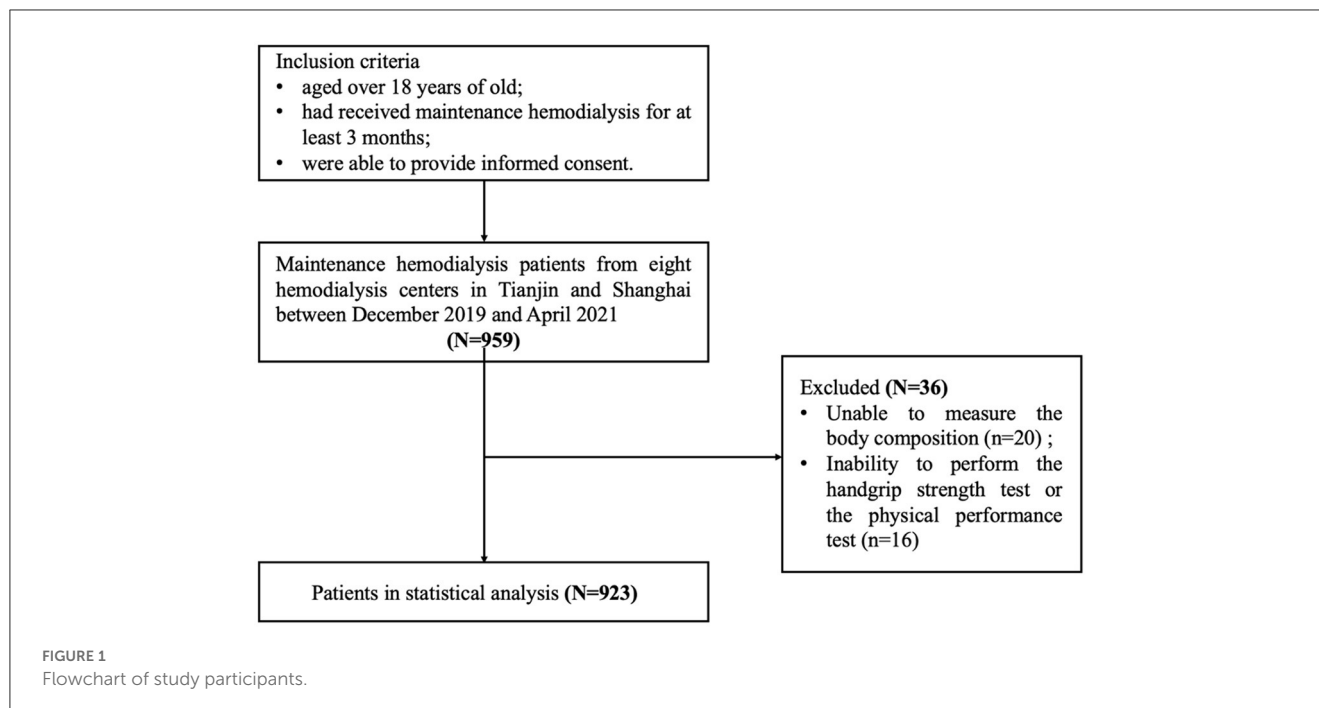 Inclusion criteria
• aged over 18 years of old;
• had received maintenance hemodialysis for at
least 3 months;
• were able to provide informed consent.
Maintenance hemodialysis patients from eight
hemodialysis centers in Tianjin and Shanghai
between December 2019 and April 2021
(N=959)
Excluded (N=36)
• Unable to measure the
body composition (n=20) ;
• Inability to perform the
handgrip strength test or
the physical performance
test (n=16)
Patients in statistical analysis (N=923)
FIGURE 1
Flowchart of study participants.